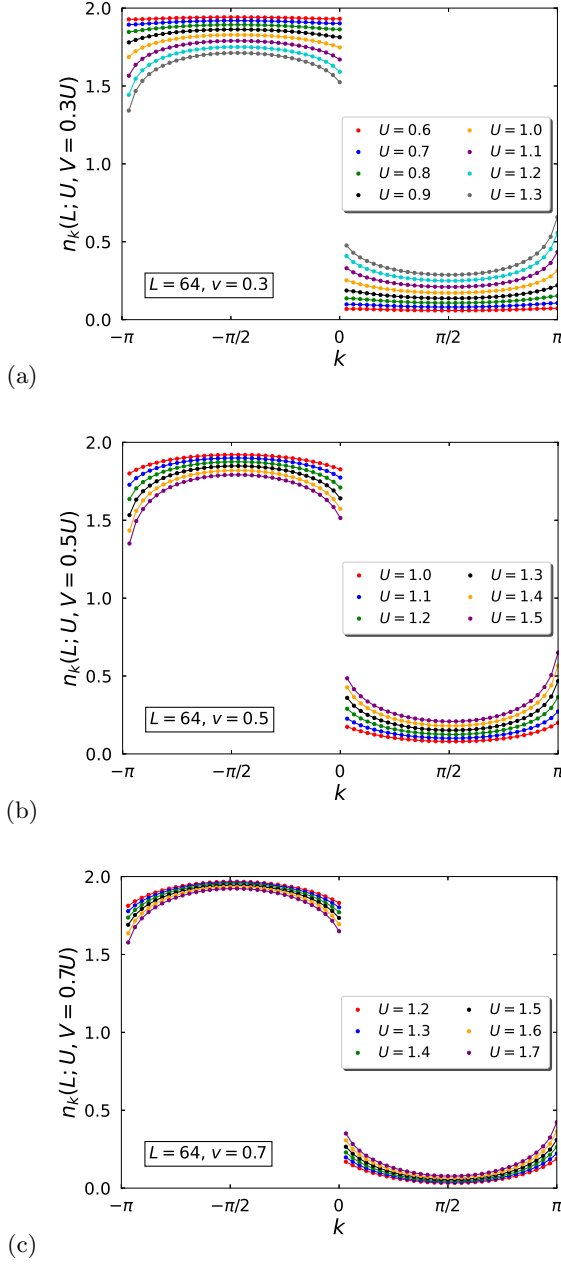 2.0
1.5
1.0
0.5
0.0
n_k(L; U, V = 0.3U)
U = 0.6 U = 1.0
U = 0.7 U = 1.1
U = 0.8 U = 1.2
U = 0.9 U = 1.3
L = 64, v = 0.3
−π −π/2 0 π/2 π
k
(a)
2.0
1.5
1.0
0.5
0.0
n_k(L; U, V = 0.5U)
U = 1.0 U = 1.3
U = 1.1 U = 1.4
U = 1.2 U = 1.5
L = 64, v = 0.5
−π −π/2 0 π/2 π
k
(b)
2.0
1.5
1.0
0.5
0.0
n_k(L; U, V = 0.7U)
U = 1.2 U = 1.5
U = 1.3 U = 1.6
U = 1.4 U = 1.7
L = 64, v = 0.7
−π −π/2 0 π/2 π
k
(c)